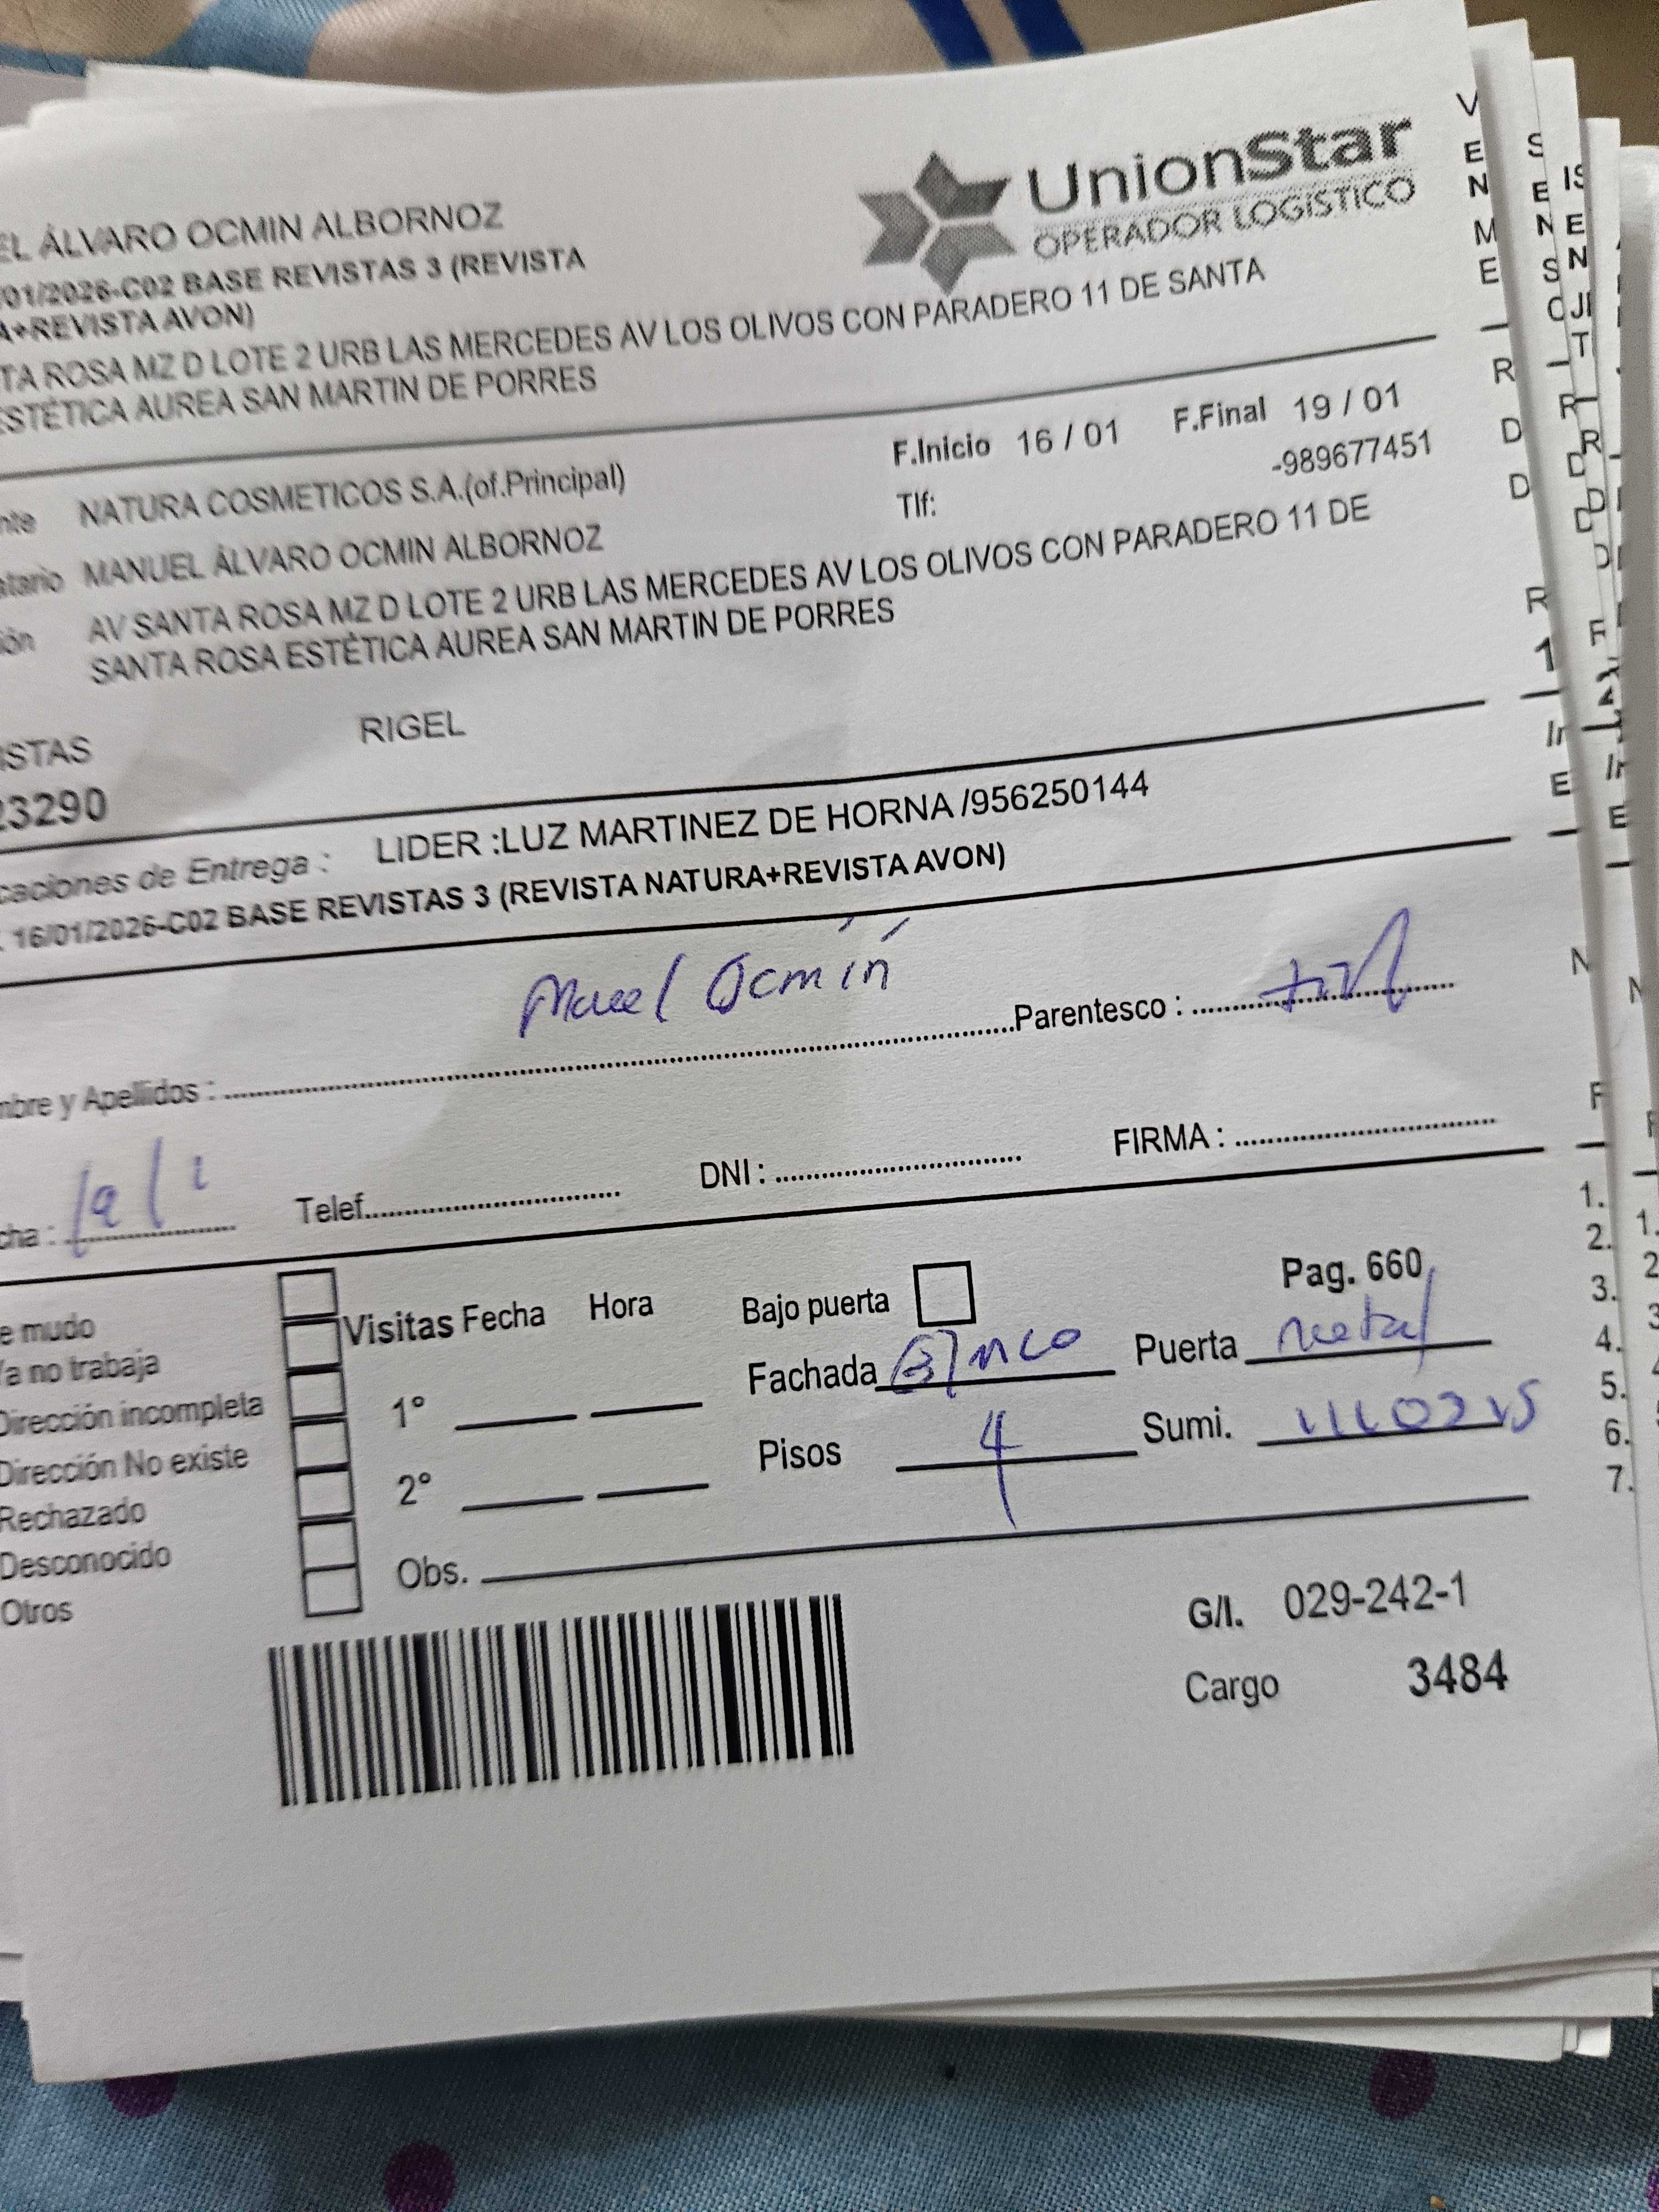 UnionStar
OPERADOR LOGÍSTICO
EL ÁLVARO OCMIN ALBORNOZ
/01/2026-C02 BASE REVISTAS 3 (REVISTA
A+REVISTA AVON)
TA ROSA MZ D LOTE 2 URB LAS MERCEDES AV LOS OLIVOS CON PARADERO 11 DE SANTA
ESTÉTICA AUREA SAN MARTIN DE PORRES
F.Inicio 16 / 01 F.Final 19 / 01
nte NATURA COSMETICOS S.A.(of.Principal)
Tlf: -989677451
atario MANUEL ÁLVARO OCMIN ALBORNOZ
ión AV SANTA ROSA MZ D LOTE 2 URB LAS MERCEDES AV LOS OLIVOS CON PARADERO 11 DE
SANTA ROSA ESTÉTICA AUREA SAN MARTIN DE PORRES
ISTAS RIGEL
23290
caciones de Entrega : LIDER :LUZ MARTINEZ DE HORNA /956250144
. 16/01/2026-C02 BASE REVISTAS 3 (REVISTA NATURA+REVISTA AVON)
mbre y Apellidos : Ocmín Parentesco :
cha : Telef. DNI : FIRMA :
Pag. 660
e mudo Visitas Fecha Hora Bajo puerta
Ya no trabaja Fachada Blanco Puerta metal
Dirección incompleta 1°
Dirección No existe Pisos 4 Sumi.
Rechazado 2°
Desconocido Obs.
Otros
G/I. 029-242-1
Cargo 3484